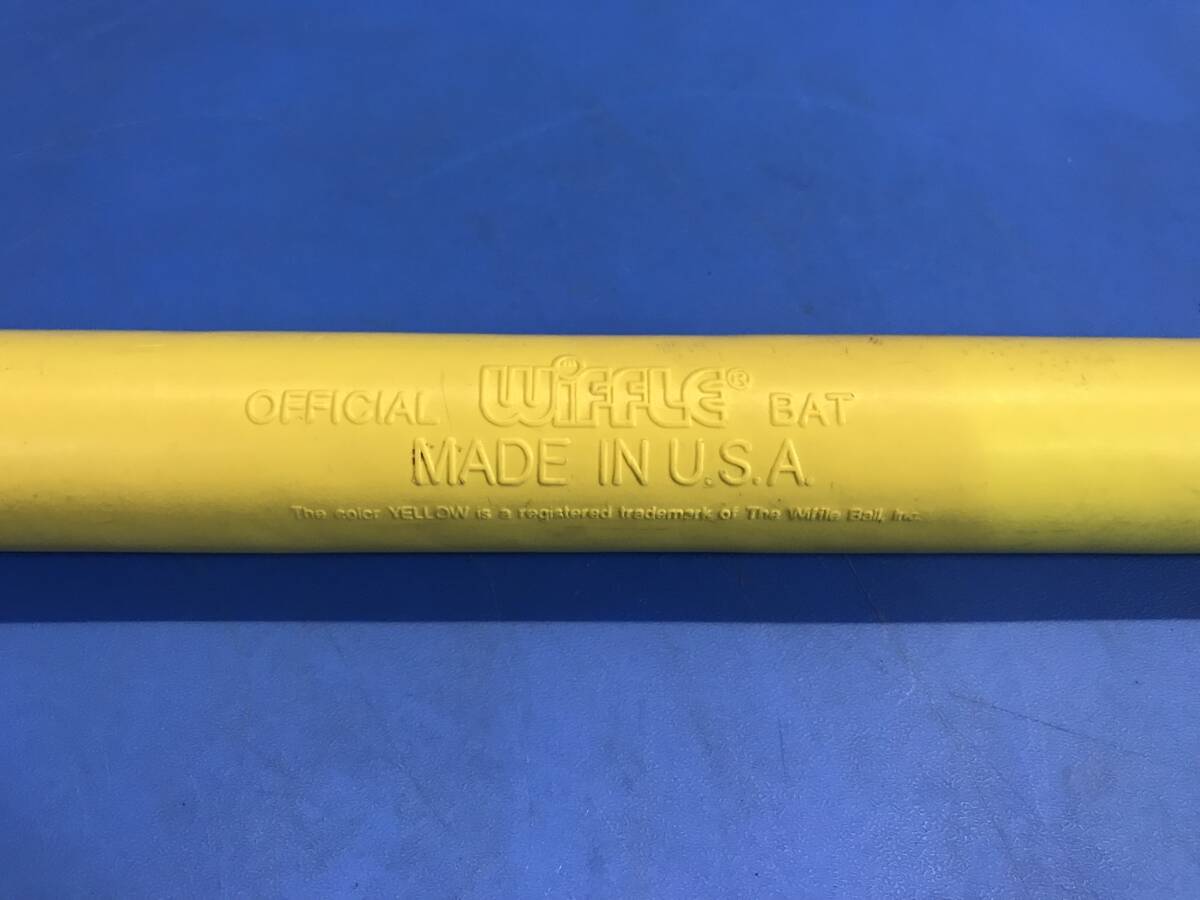 OFFICIAL WiFFLE® BAT
MADE IN U.S.A.
The color YELLOW is a registered trademark of The Wiffle Ball, Inc.